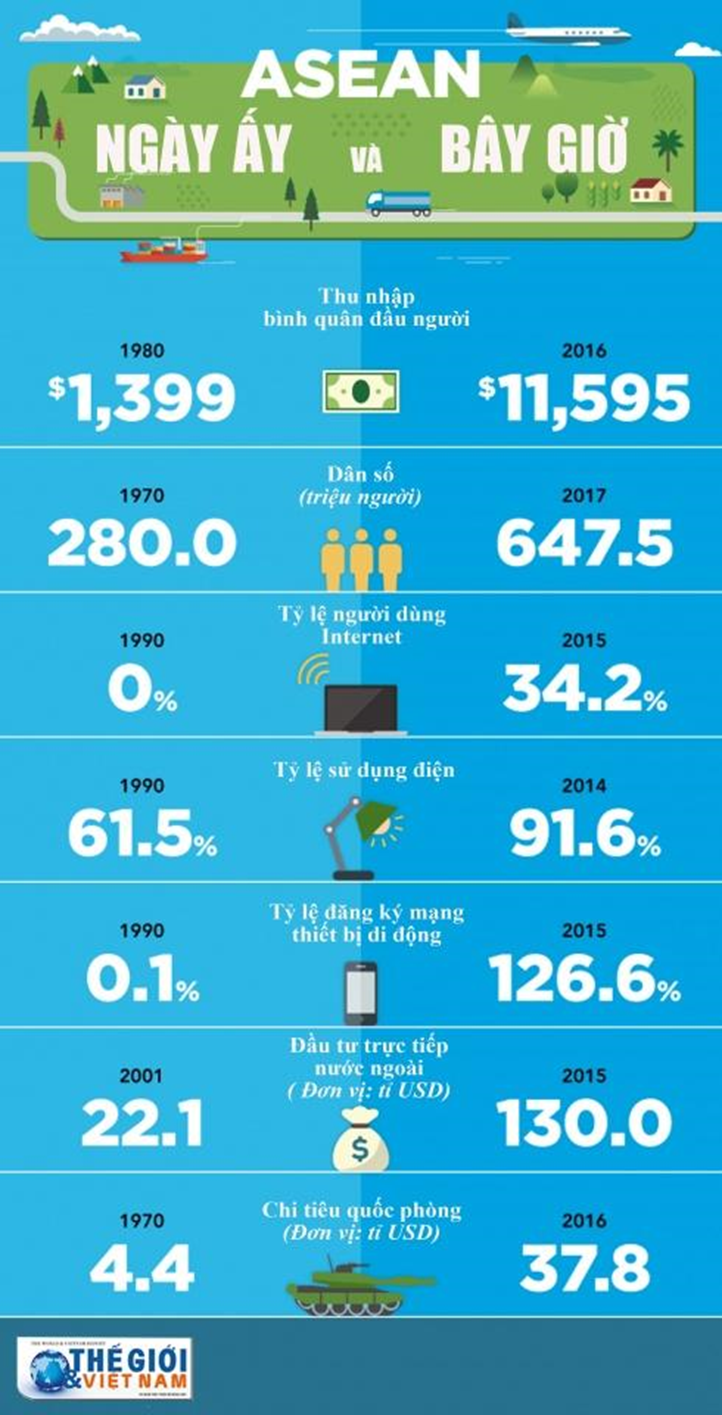 ASEAN
NGÀY ẤY VÀ BÂY GIỜ
Thu nhập
bình quân đầu người
1980
$1,399
2016
$11,595
Dân số
(triệu người)
1970
280.0
2017
647.5
Tỷ lệ người dùng
Internet
1990
0%
2015
34.2%
Tỷ lệ sử dụng điện
1990
61.5%
2014
91.6%
Tỷ lệ đăng ký mạng
thiết bị di động
1990
0.1%
2015
126.6%
Đầu tư trực tiếp
nước ngoài
( Đơn vị: tỉ USD)
2001
22.1
2015
130.0
$
Chi tiêu quốc phòng
(Đơn vị: tỉ USD)
1970
4.4
2016
37.8
THẾ GIỚI
&VIỆT NAM